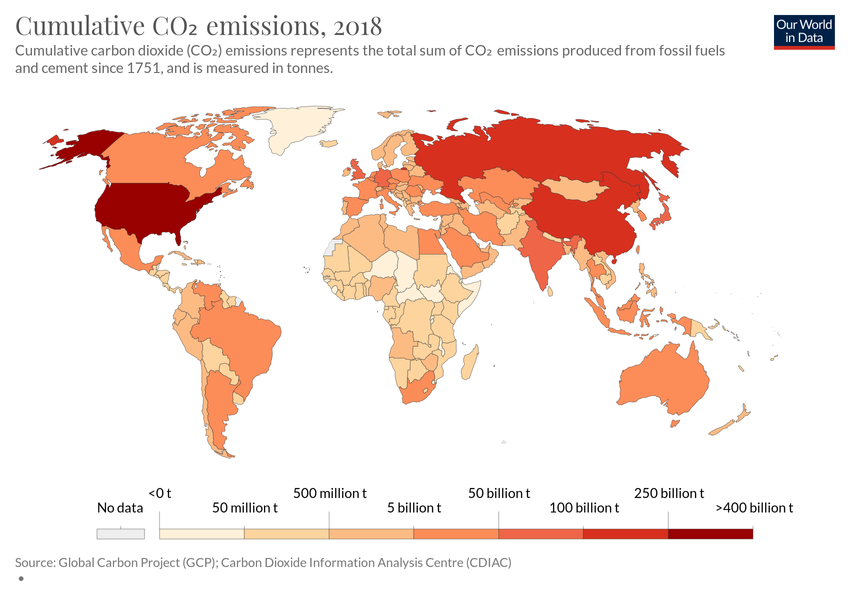 Cumulative CO₂ emissions, 2018
Our World
in Data
Cumulative carbon dioxide (CO₂) emissions represents the total sum of CO₂ emissions produced from fossil fuels
and cement since 1751, and is measured in tonnes.
<0 t
500 million t
50 billion t
250 billion t
No data
50 million t
5 billion t
100 billion t
>400 billion t
Source: Global Carbon Project (GCP); Carbon Dioxide Information Analysis Centre (CDIAC)